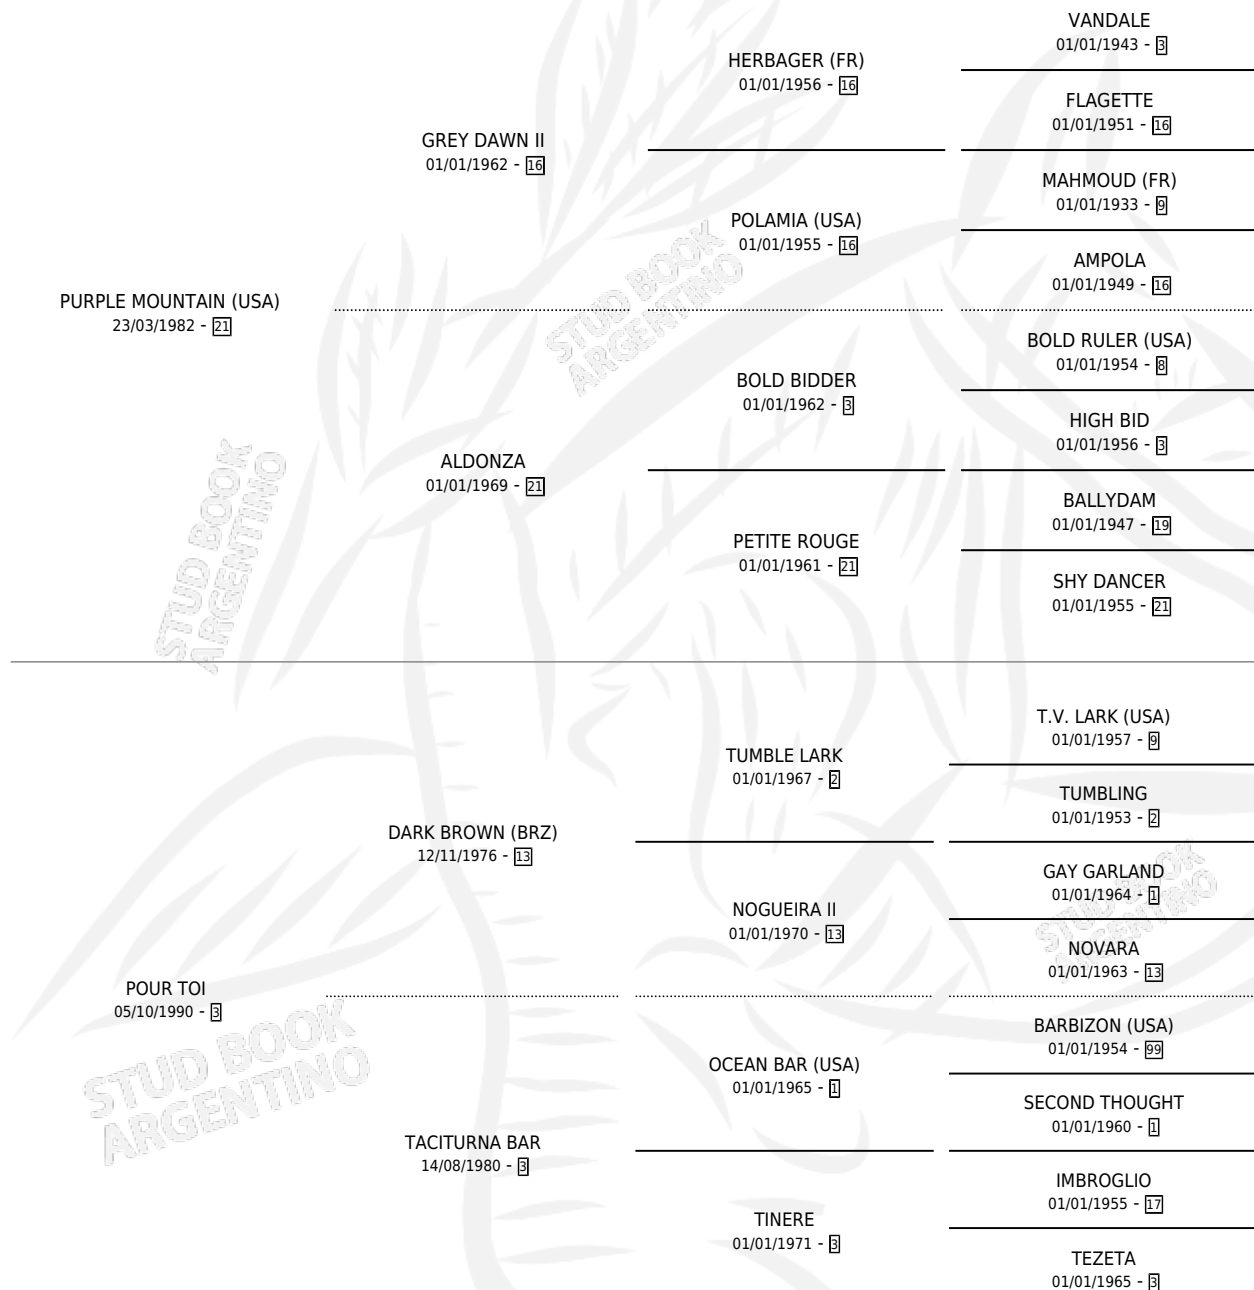 VANDALE
01/01/1943 - 3
HERBAGER (FR)
01/01/1956 - 16
FLAGETTE
01/01/1951 - 16
GREY DAWN II
01/01/1962 - 16
MAHMOUD (FR)
01/01/1933 - 9
POLAMIA (USA)
01/01/1955 - 16
AMPOLA
01/01/1949 - 16
PURPLE MOUNTAIN (USA)
23/03/1982 - 21
STUD BOOK
ARGENTINO
BOLD RULER (USA)
01/01/1954 - 8
BOLD BIDDER
01/01/1962 - 3
HIGH BID
01/01/1956 - 3
ALDONZA
01/01/1969 - 21
BALLYDAM
01/01/1947 - 19
PETITE ROUGE
01/01/1961 - 21
SHY DANCER
01/01/1955 - 21
STUD BOOK
ARGENTINO
T.V. LARK (USA)
01/01/1957 - 9
TUMBLE LARK
01/01/1967 - 2
TUMBLING
01/01/1953 - 2
DARK BROWN (BRZ)
12/11/1976 - 13
GAY GARLAND
01/01/1964 - 1
NOGUEIRA II
01/01/1970 - 13
NOVARA
01/01/1963 - 13
STUD BOOK
ARGENTINO
POUR TOI
05/10/1990 - 3
BARBIZON (USA)
01/01/1954 - 99
OCEAN BAR (USA)
01/01/1965 - 1
SECOND THOUGHT
01/01/1960 - 1
STUD BOOK
ARGENTINO
TACITURNA BAR
14/08/1980 - 3
IMBROGLIO
01/01/1955 - 17
TINERE
01/01/1971 - 3
TEZETA
01/01/1965 - 3